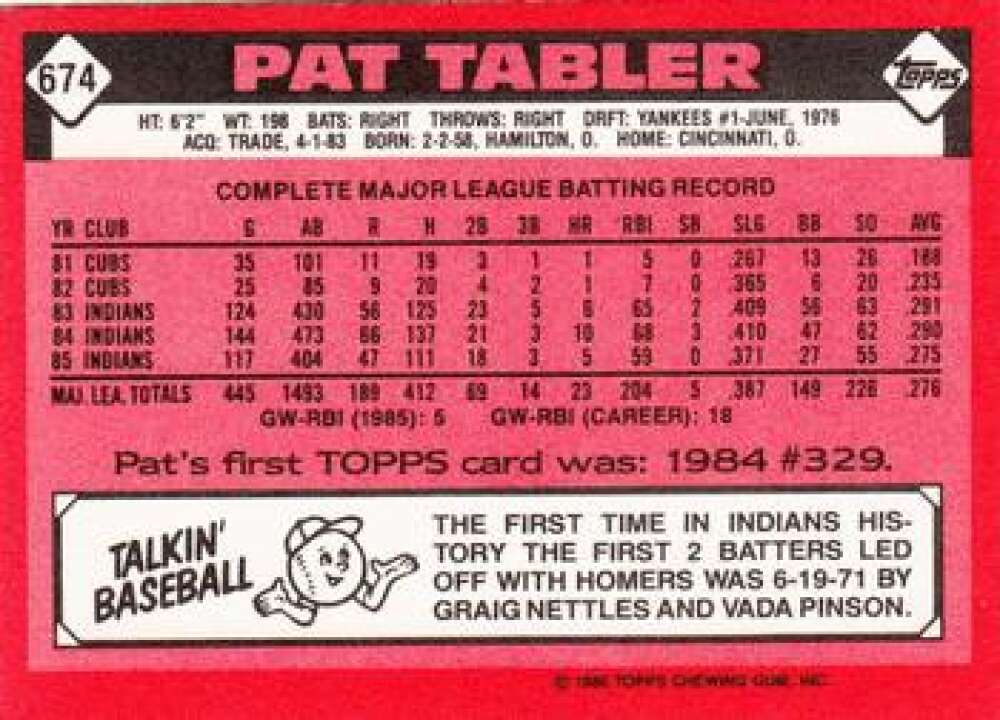 674
PAT TABLER
topps
HT: 6'2" WT: 198 BATS: RIGHT THROWS: RIGHT DRFT: YANKEES #1-JUNE, 1976
ACQ: TRADE, 4-1-83 BORN: 2-2-58, HAMILTON, O. HOME: CINCINNATI, O.
COMPLETE MAJOR LEAGUE BATTING RECORD
YR CLUB G AB R H 2B 3B HR RBI SB SLG BB SO AVG
81 CUBS 35 101 11 19 3 1 1 5 0 .267 13 26 .188
82 CUBS 25 85 9 20 4 2 1 7 0 .365 6 20 .235
83 INDIANS 124 430 56 125 23 5 6 65 2 .409 56 63 .291
84 INDIANS 144 473 66 137 21 3 10 68 3 .410 47 62 .290
85 INDIANS 117 404 47 111 18 3 5 59 0 .371 27 55 .275
MAJ. LEA. TOTALS 445 1493 189 412 69 14 23 204 5 .387 149 226 .276
GW-RBI (1985): 5 GW-RBI (CAREER): 18
Pat's first TOPPS card was: 1984 #329.
TALKIN'
BASEBALL
THE FIRST TIME IN INDIANS HIS-
TORY THE FIRST 2 BATTERS LED
OFF WITH HOMERS WAS 6-19-71 BY
GRAIG NETTLES AND VADA PINSON.
© 1986 TOPPS CHEWING GUM, INC.